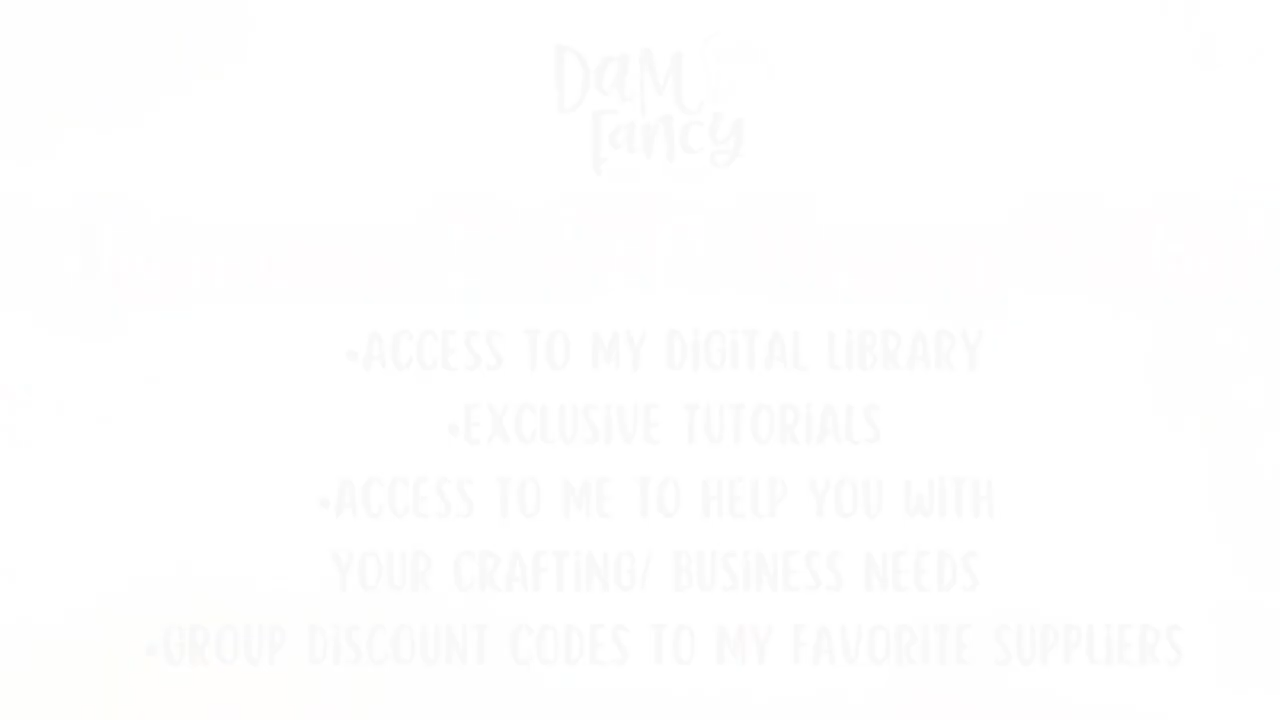 Dam
Fancy
•ACCESS TO MY DIGITAL LIBRARY
•EXCLUSIVE TUTORIALS
•ACCESS TO ME TO HELP YOU WITH
YOUR CRAFTING/ BUSINESS NEEDS
•GROUP DISCOUNT CODES TO MY FAVORITE SUPPLIERS